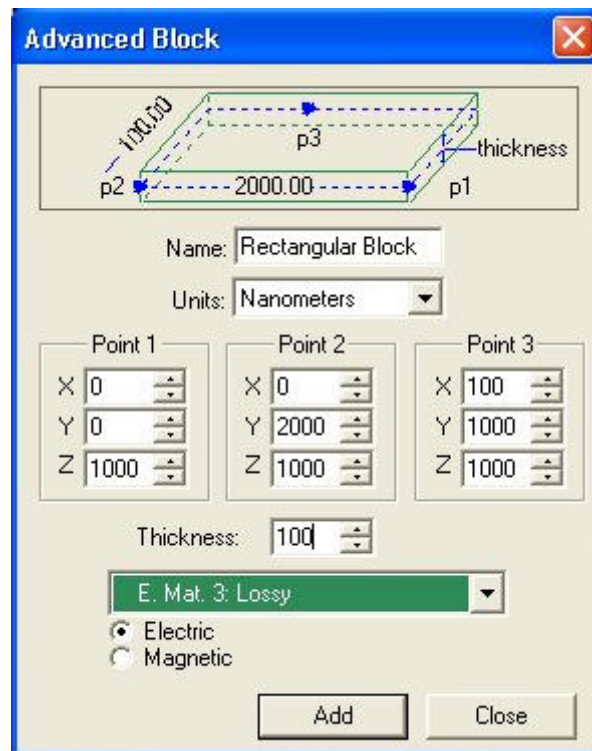 Advanced Block
100.00
p3
thickness
p2
2000.00
p1
Name: Rectangular Block
Units: Nanometers
Point 1
X 0
Y 0
Z 1000
Point 2
X 0
Y 2000
Z 1000
Point 3
X 100
Y 1000
Z 1000
Thickness: 100
E. Mat. 3: Lossy
Electric
Magnetic
Add
Close